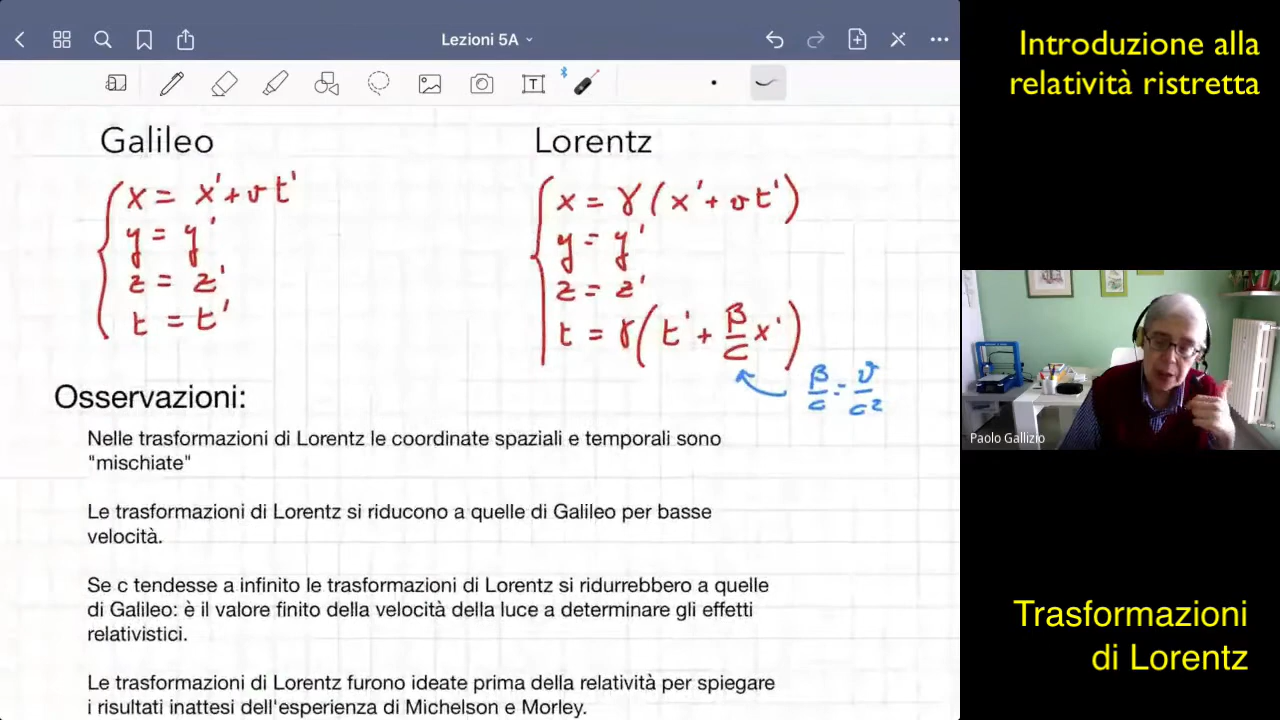 Lezioni 5A
Introduzione alla
relatività ristretta
Galileo
x = x' + vt'
y = y'
z = z'
t = t'
Lorentz
x = γ(x' + vt')
y = y'
z = z'
t = γ(t' + β/c x')
β/c = v/c²
Osservazioni:
Nelle trasformazioni di Lorentz le coordinate spaziali e temporali sono
"mischiate"
Le trasformazioni di Lorentz si riducono a quelle di Galileo per basse
velocità.
Se c tendesse a infinito le trasformazioni di Lorentz si ridurrebbero a quelle
di Galileo: è il valore finito della velocità della luce a determinare gli effetti
relativistici.
Le trasformazioni di Lorentz furono ideate prima della relatività per spiegare
i risultati inattesi dell'esperienza di Michelson e Morley.
Paolo Gallizio
Trasformazioni
di Lorentz